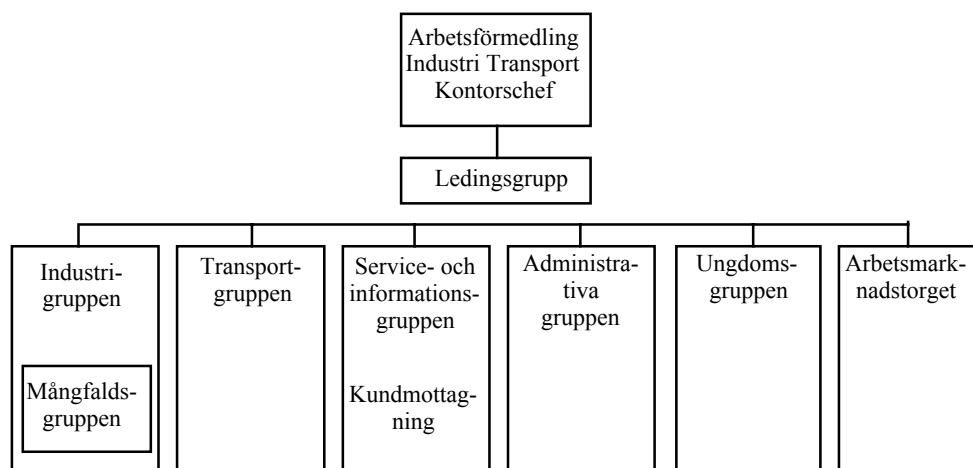 Arbetsförmedling
Industri Transport
Kontorschef
Ledingsgrupp
Industri-
gruppen
Mångfalds-
gruppen
Transport-
gruppen
Service- och
informations-
gruppen
Kundmottag-
ning
Administra-
tiva
gruppen
Ungdoms-
gruppen
Arbetsmark-
nadstorget